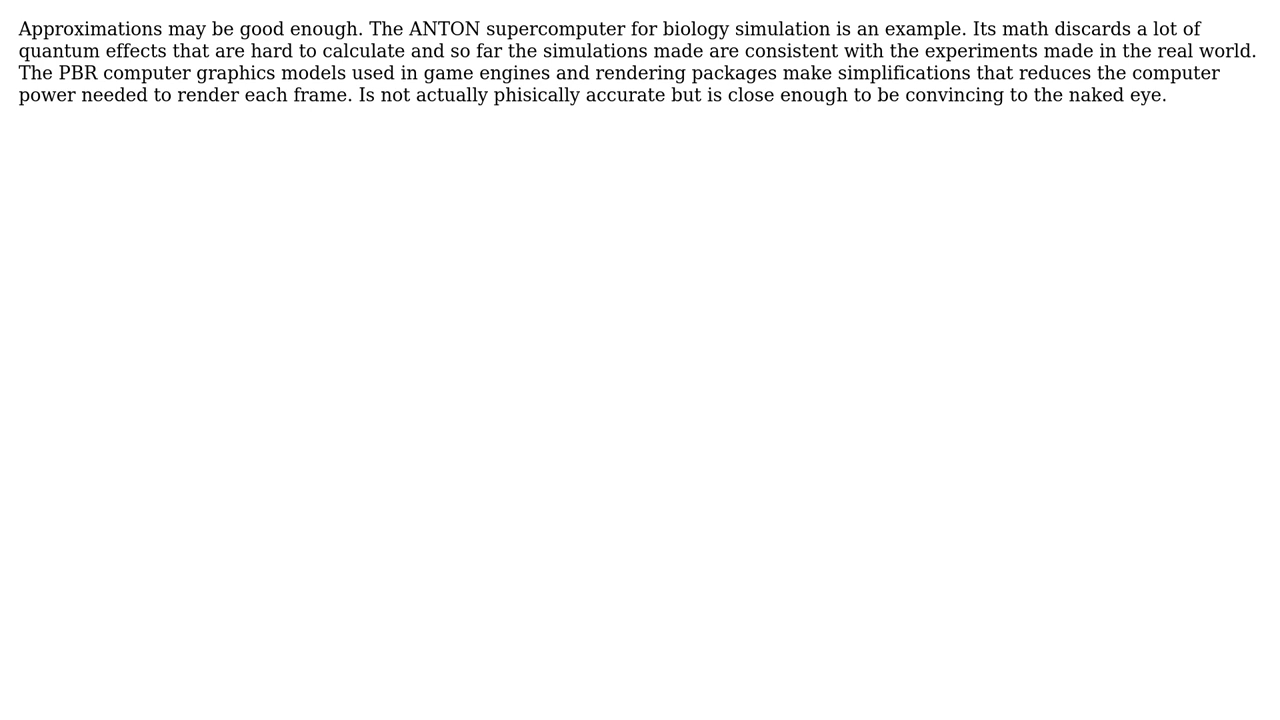 Approximations may be good enough. The ANTON supercomputer for biology simulation is an example. Its math discards a lot of
quantum effects that are hard to calculate and so far the simulations made are consistent with the experiments made in the real world.
The PBR computer graphics models used in game engines and rendering packages make simplifications that reduces the computer
power needed to render each frame. Is not actually phisically accurate but is close enough to be convincing to the naked eye.